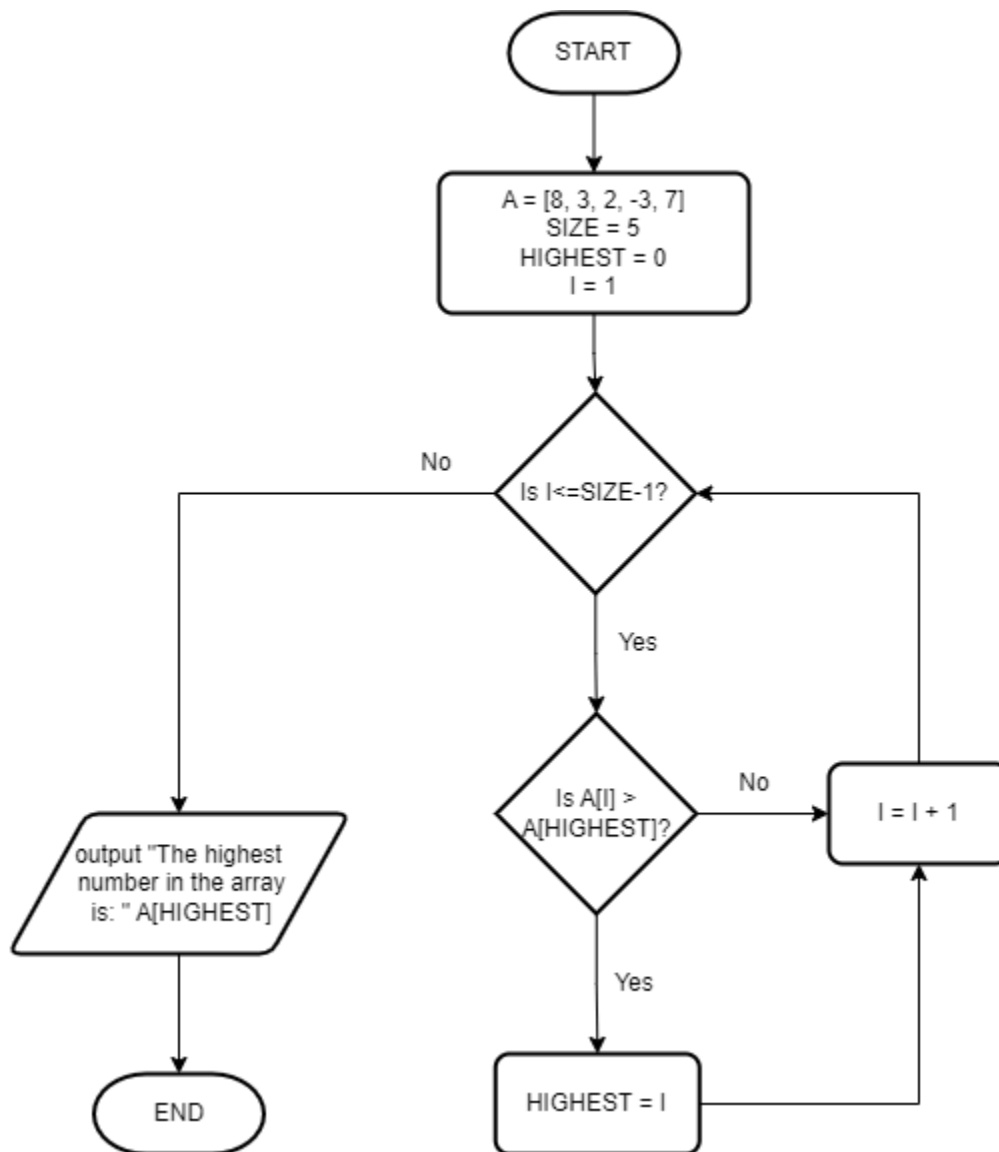 START
A = [8, 3, 2, -3, 7]
SIZE = 5
HIGHEST = 0
I = 1
No
Is I<=SIZE-1?
Yes
Is A[I] >
A[HIGHEST]?
No
I = I + 1
output "The highest
number in the array
is: " A[HIGHEST]
Yes
HIGHEST = I
END